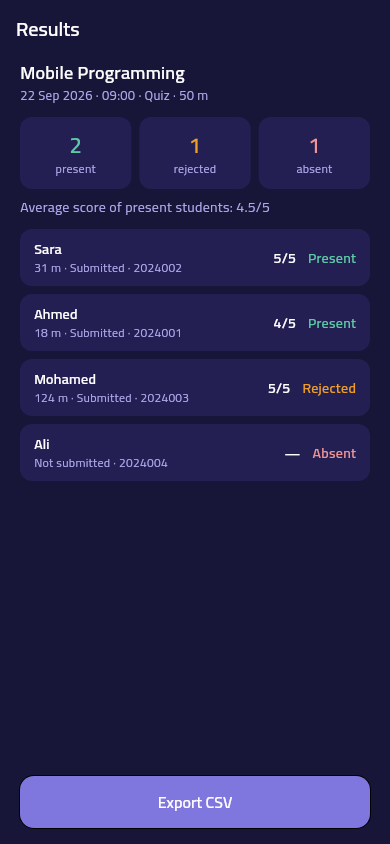 Results
Mobile Programming
22 Sep 2026 · 09:00 · Quiz · 50 m
2
present
1
rejected
1
absent
Average score of present students: 4.5/5
Sara
31 m · Submitted · 2024002
5/5 Present
Ahmed
18 m · Submitted · 2024001
4/5 Present
Mohamed
124 m · Submitted · 2024003
5/5 Rejected
Ali
Not submitted · 2024004
— Absent
Export CSV